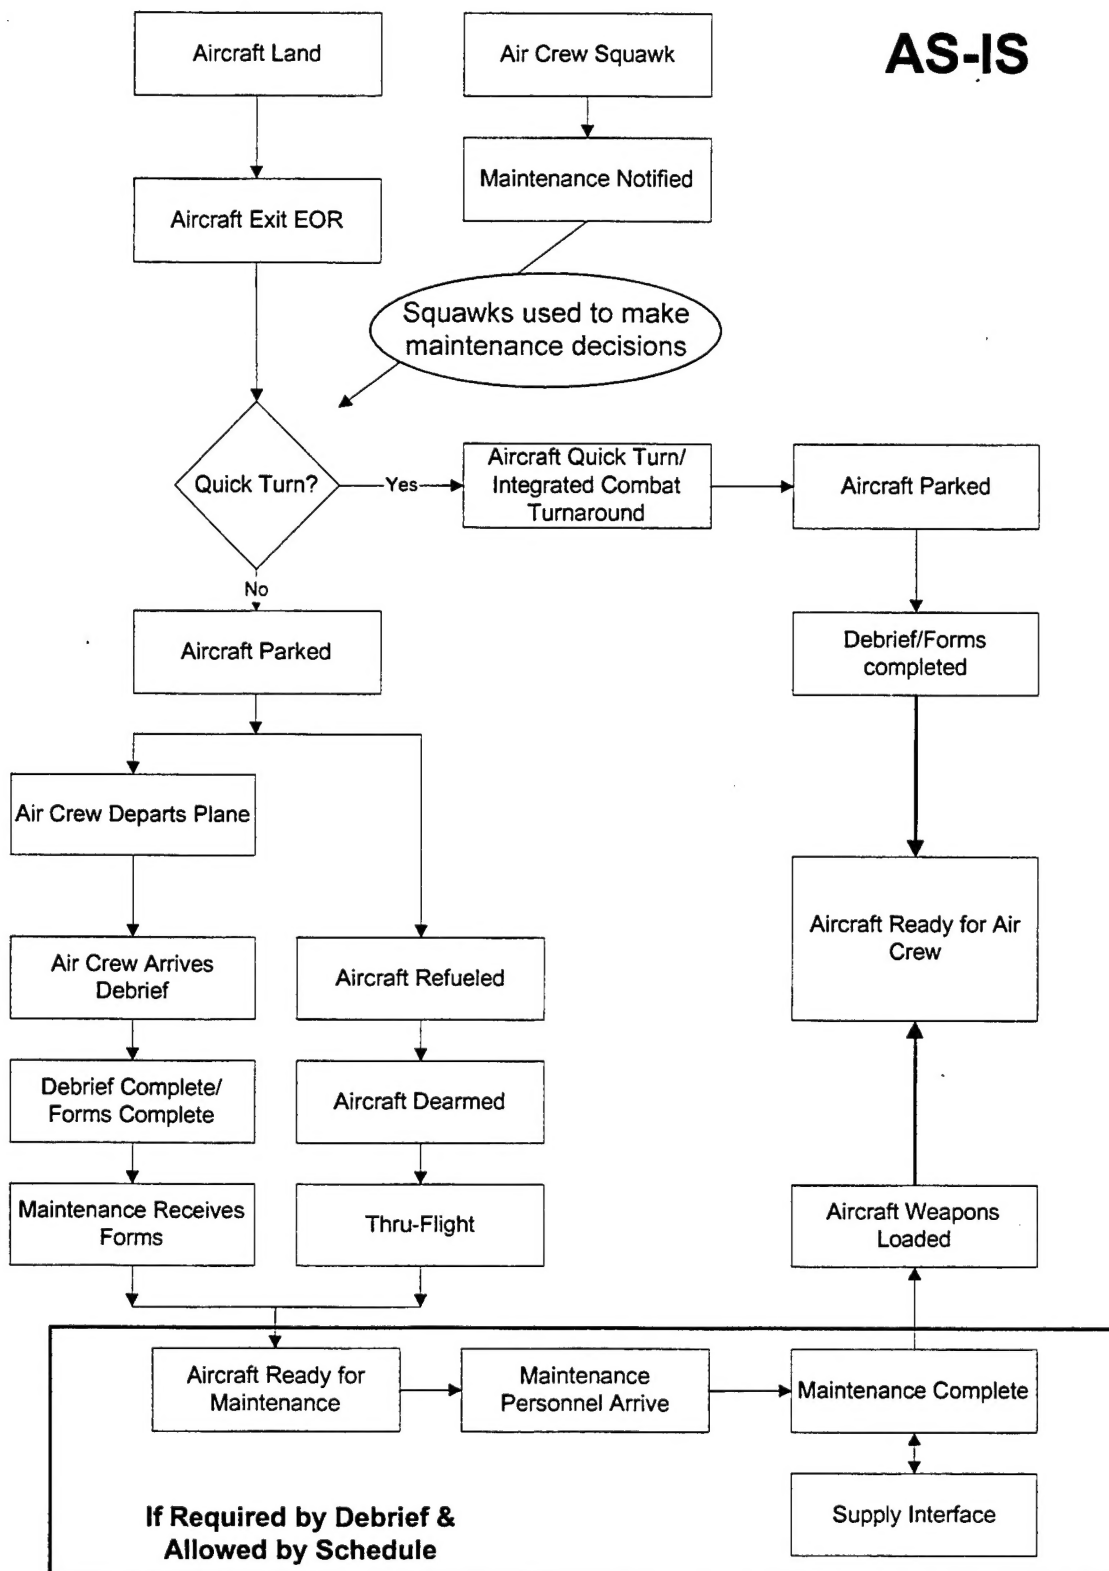 AS-IS
Aircraft Land
Air Crew Squawk
Maintenance Notified
Aircraft Exit EOR
Squawks used to make
maintenance decisions
Quick Turn?
Yes
Aircraft Quick Turn/
Integrated Combat
Turnaround
Aircraft Parked
No
Aircraft Parked
Debrief/Forms
completed
Air Crew Departs Plane
Aircraft Ready for Air
Crew
Air Crew Arrives
Debrief
Aircraft Refueled
Debrief Complete/
Forms Complete
Aircraft Dearmed
Maintenance Receives
Forms
Thru-Flight
Aircraft Weapons
Loaded
Aircraft Ready for
Maintenance
Maintenance
Personnel Arrive
Maintenance Complete
Supply Interface
If Required by Debrief &
Allowed by Schedule